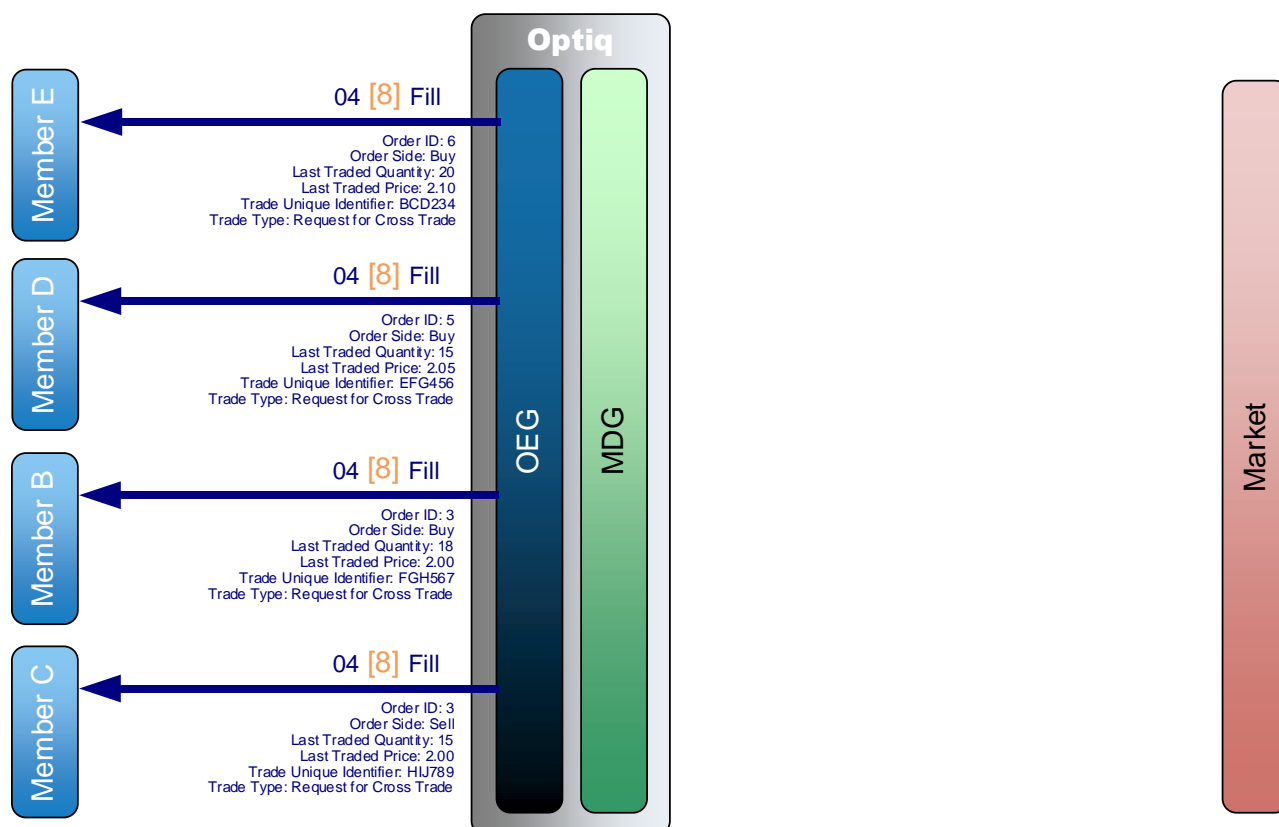 Optiq
Member E
04 [8] Fill
Order ID: 6
Order Side: Buy
Last Traded Quantity: 20
Last Traded Price: 2.10
Trade Unique Identifier: BCD234
Trade Type: Request for Cross Trade
Member D
04 [8] Fill
Order ID: 5
Order Side: Buy
Last Traded Quantity: 15
Last Traded Price: 2.05
Trade Unique Identifier: EFG456
Trade Type: Request for Cross Trade
OEG
MDG
Market
Member B
04 [8] Fill
Order ID: 3
Order Side: Buy
Last Traded Quantity: 18
Last Traded Price: 2.00
Trade Unique Identifier: FGH567
Trade Type: Request for Cross Trade
Member C
04 [8] Fill
Order ID: 3
Order Side: Sell
Last Traded Quantity: 15
Last Traded Price: 2.00
Trade Unique Identifier: HIJ789
Trade Type: Request for Cross Trade